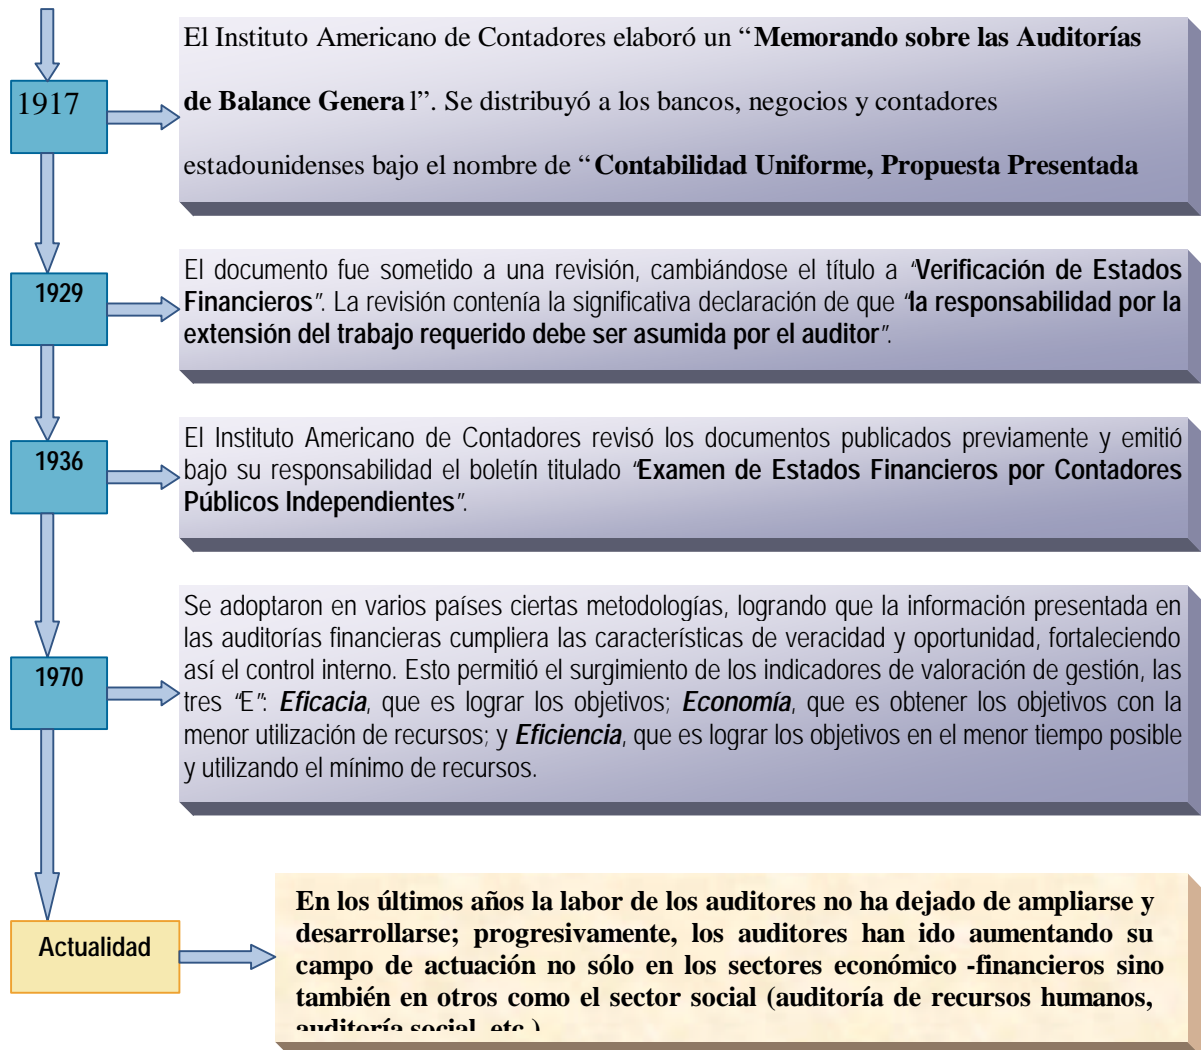 El Instituto Americano de Contadores elaboró un “Memorando sobre las Auditorías
1917
de Balance Genera l”. Se distribuyó a los bancos, negocios y contadores
estadounidenses bajo el nombre de “Contabilidad Uniforme, Propuesta Presentada
1929
El documento fue sometido a una revisión, cambiándose el título a “Verificación de Estados
Financieros”. La revisión contenía la significativa declaración de que “la responsabilidad por la
extensión del trabajo requerido debe ser asumida por el auditor”.
1936
El Instituto Americano de Contadores revisó los documentos publicados previamente y emitió
bajo su responsabilidad el boletín titulado “Examen de Estados Financieros por Contadores
Públicos Independientes”.
1970
Se adoptaron en varios países ciertas metodologías, logrando que la información presentada en
las auditorías financieras cumpliera las características de veracidad y oportunidad, fortaleciendo
así el control interno. Esto permitió el surgimiento de los indicadores de valoración de gestión, las
tres “E”: Eficacia, que es lograr los objetivos; Economía, que es obtener los objetivos con la
menor utilización de recursos; y Eficiencia, que es lograr los objetivos en el menor tiempo posible
y utilizando el mínimo de recursos.
Actualidad
En los últimos años la labor de los auditores no ha dejado de ampliarse y
desarrollarse; progresivamente, los auditores han ido aumentando su
campo de actuación no sólo en los sectores económico -financieros sino
también en otros como el sector social (auditoría de recursos humanos,
auditoría social, etc.)